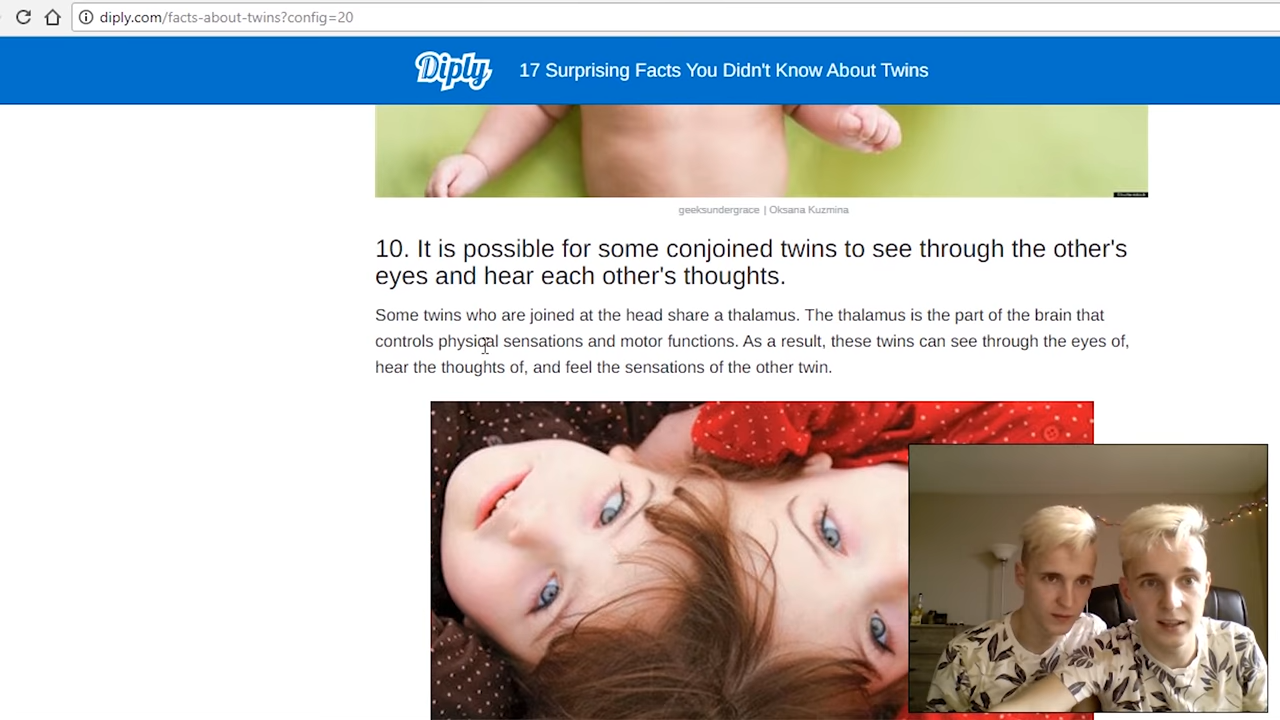 diply.com/facts-about-twins?config=20
Diply
17 Surprising Facts You Didn't Know About Twins
geeksundergrace | Oksana Kuzmina
10. It is possible for some conjoined twins to see through the other's
eyes and hear each other's thoughts.
Some twins who are joined at the head share a thalamus. The thalamus is the part of the brain that
controls physical sensations and motor functions. As a result, these twins can see through the eyes of,
hear the thoughts of, and feel the sensations of the other twin.